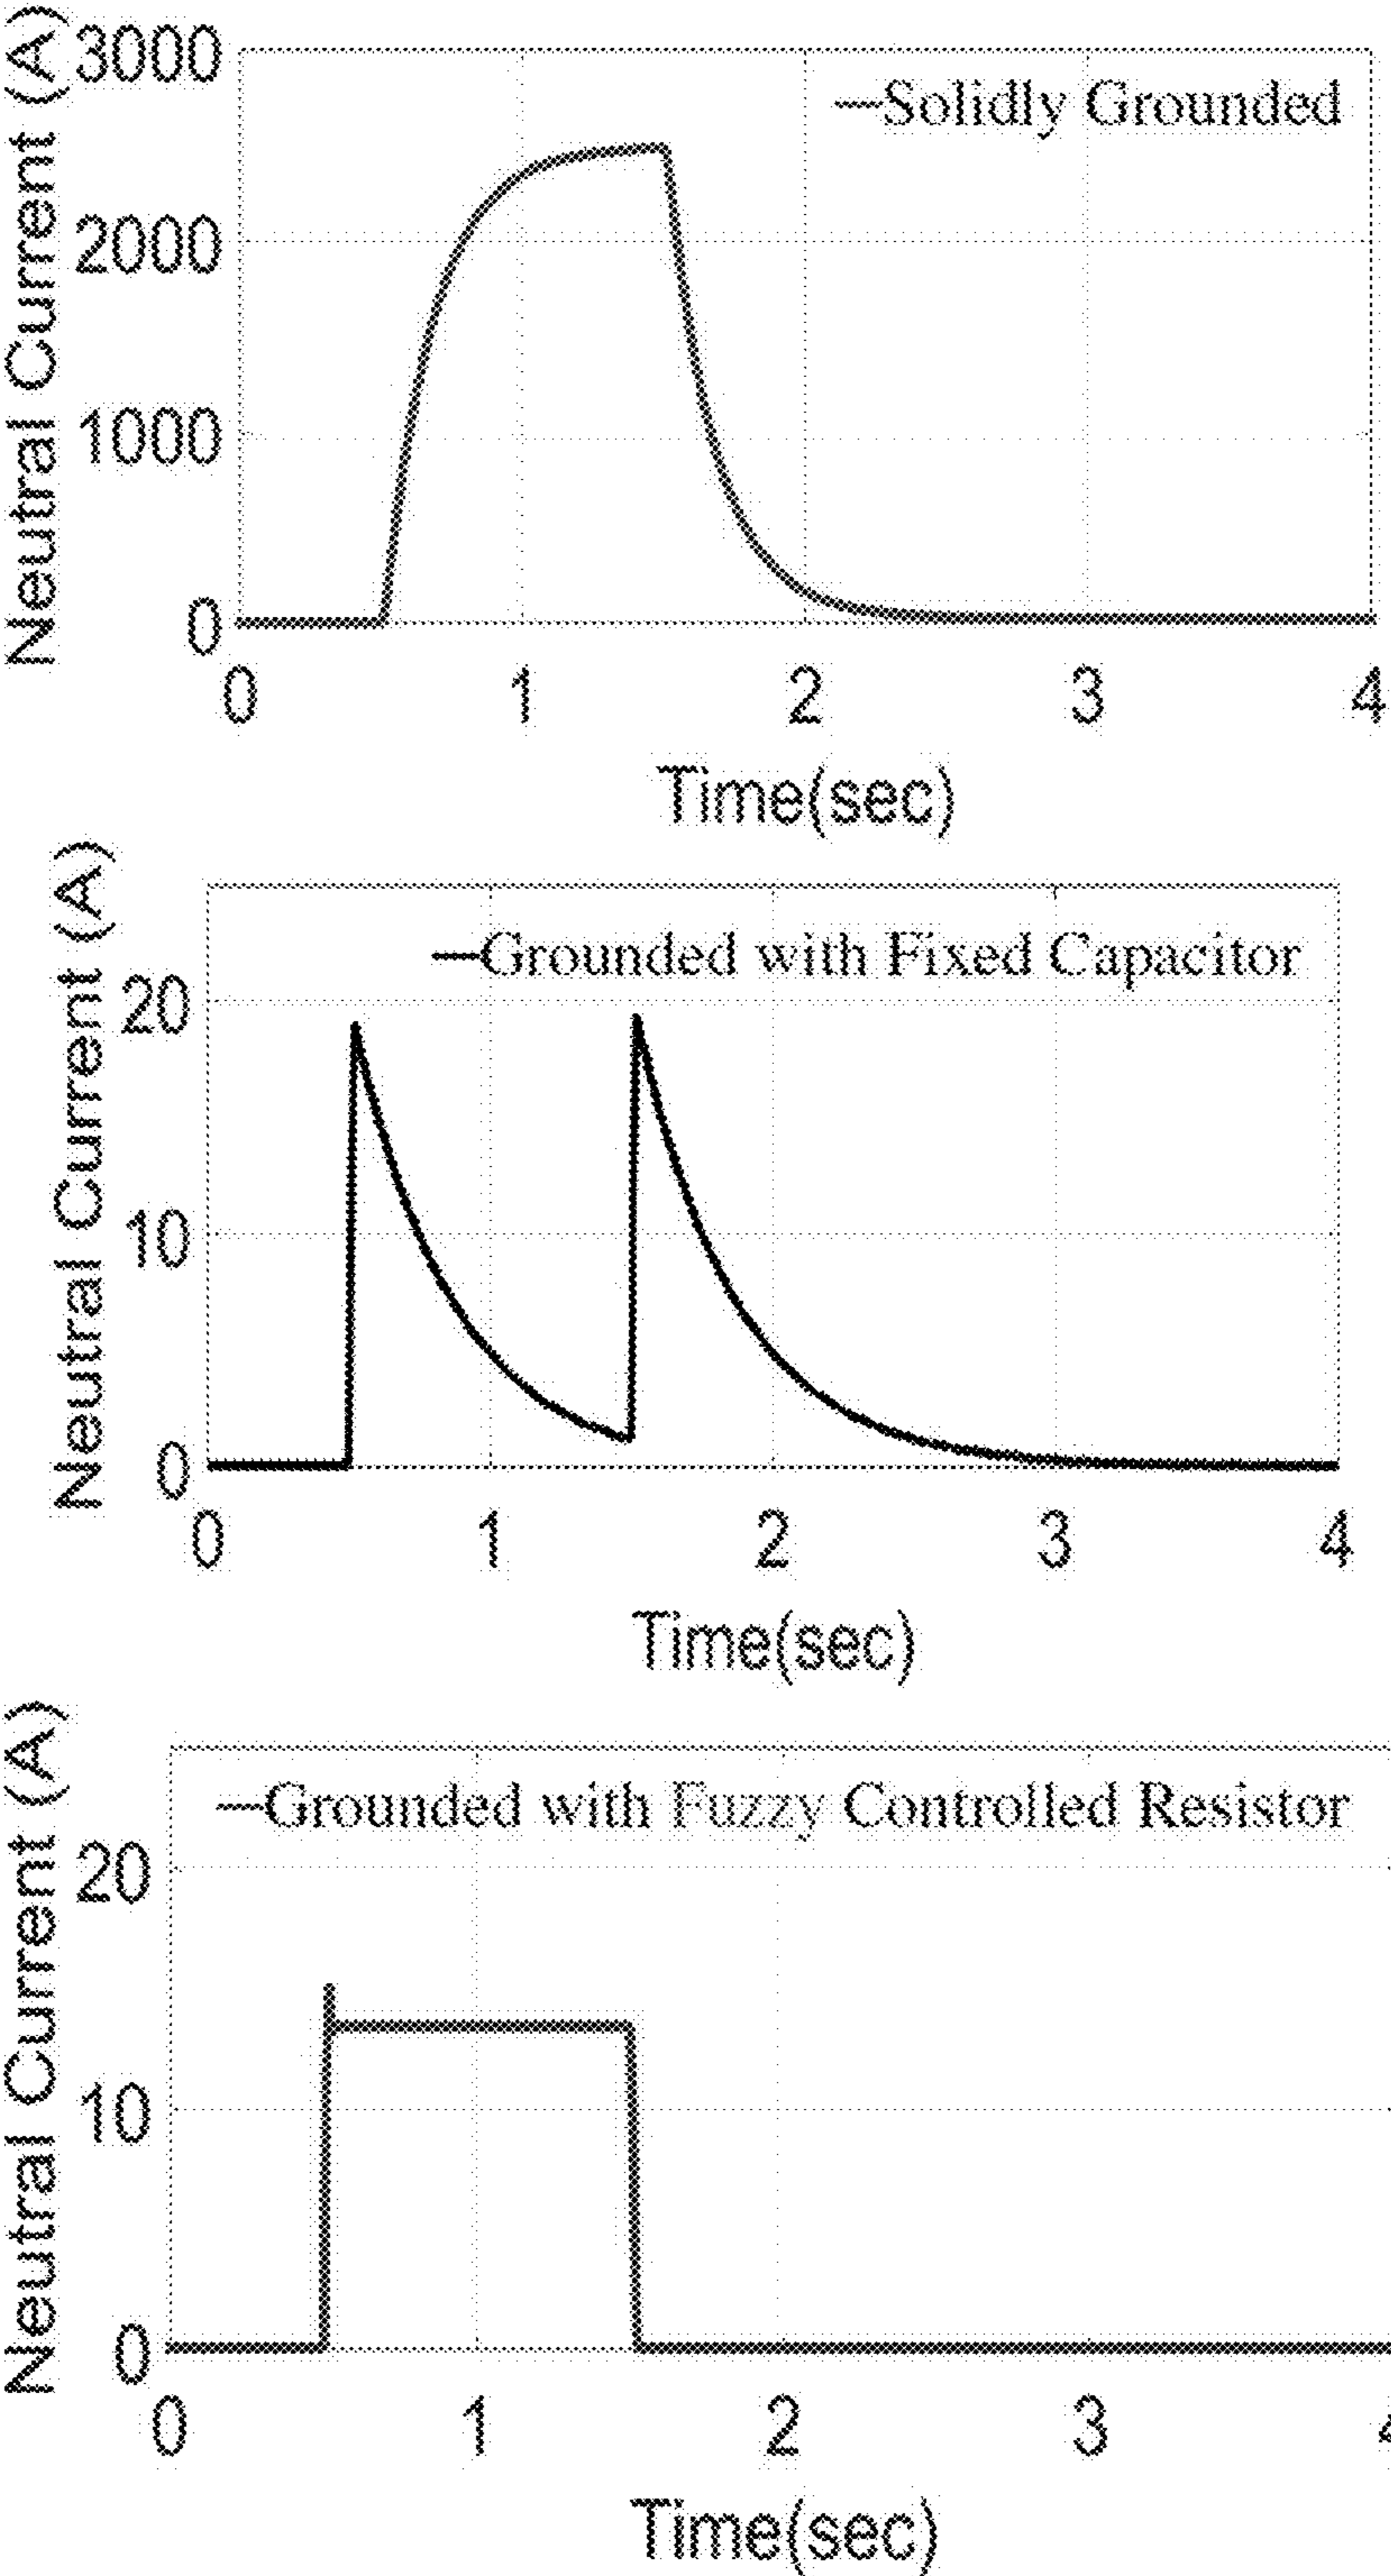 Neutral Current (A)
3000
2000
1000
0
Solidly Grounded
0 1 2 3 4
Time(sec)
Neutral Current (A)
20
10
0
Grounded with Fixed Capacitor
0 1 2 3 4
Time(sec)
Neutral Current (A)
20
10
0
Grounded with Fuzzy Controlled Resistor
0 1 2 3 4
Time(sec)